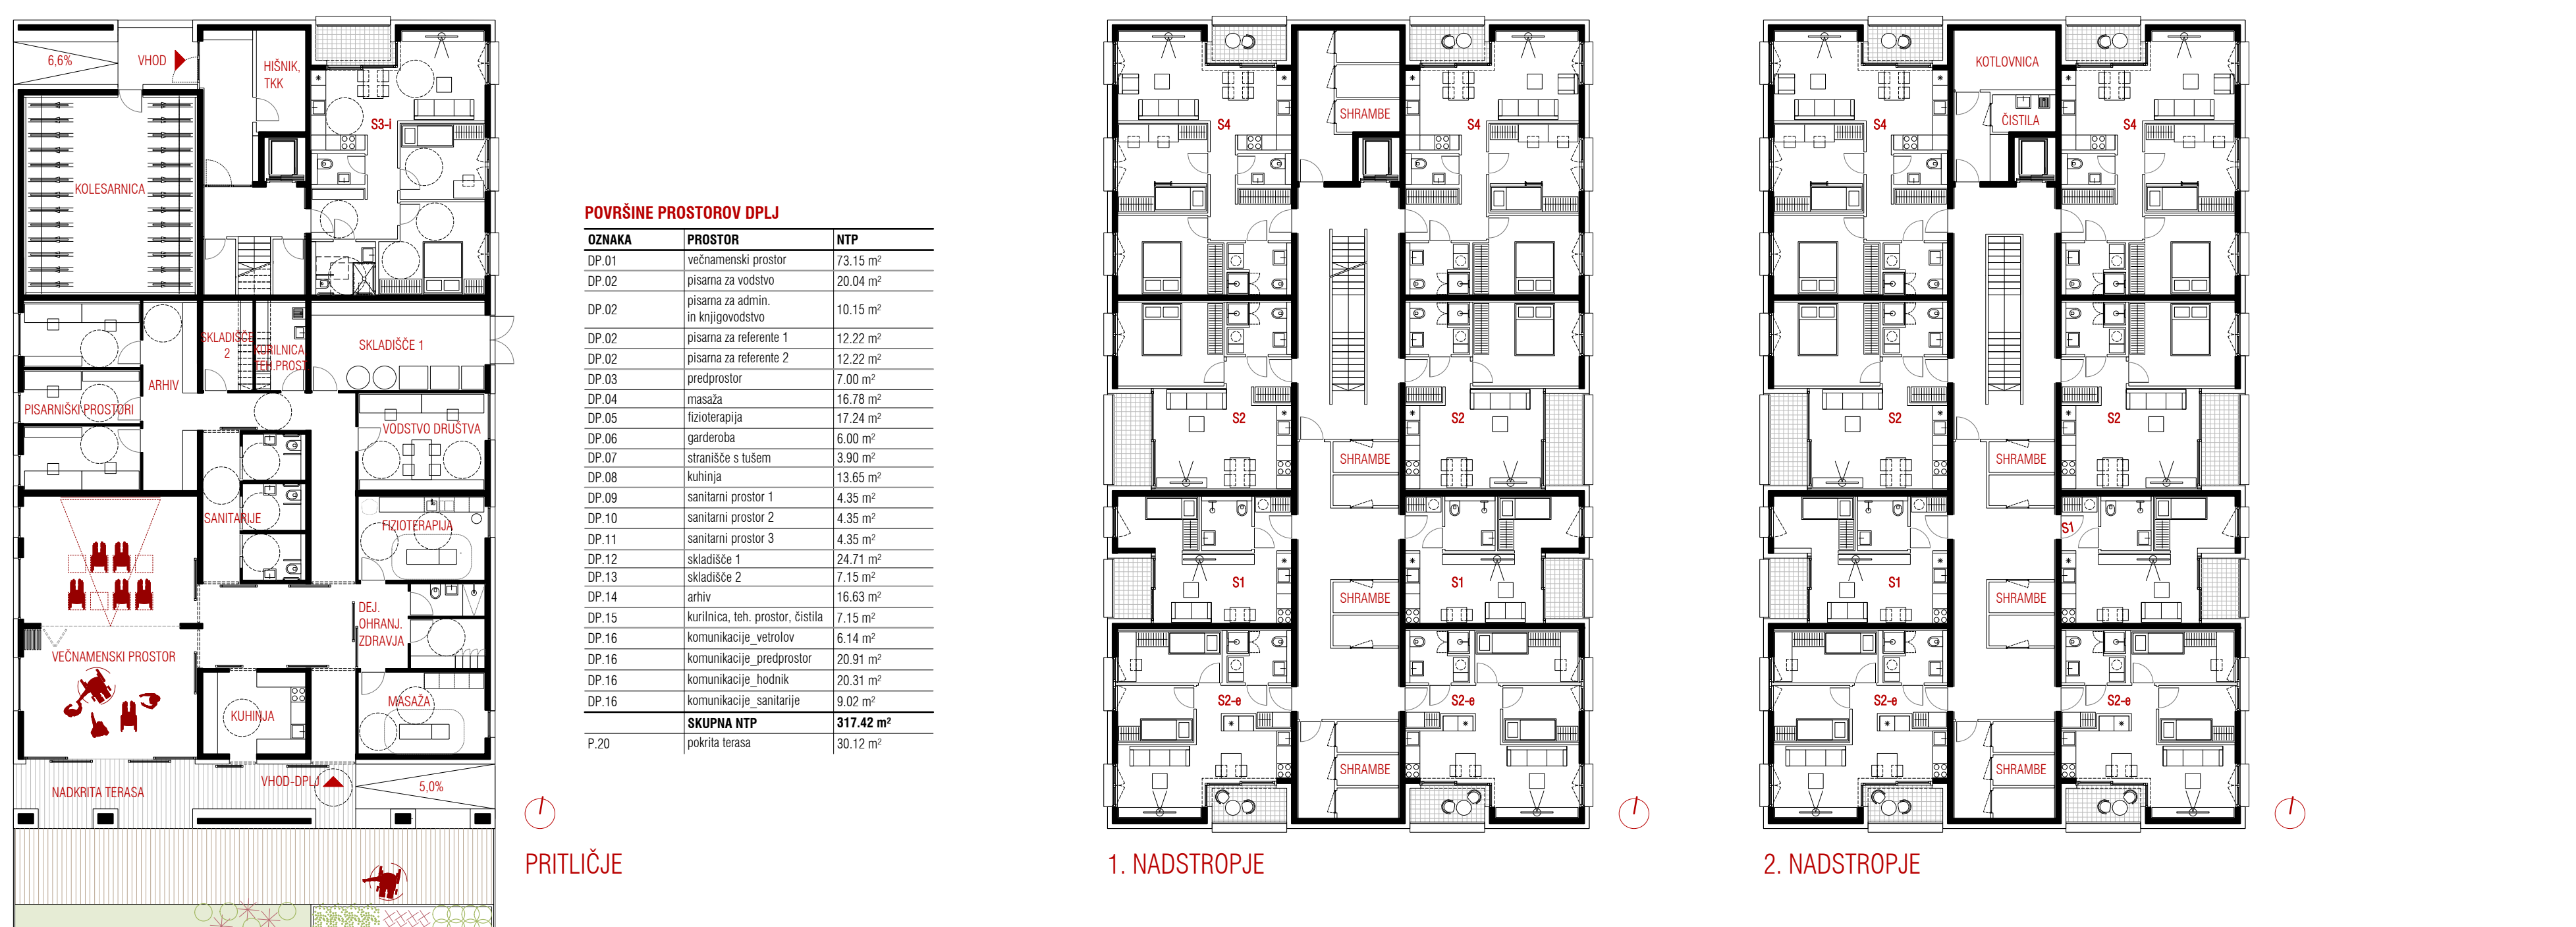 6,6%
VHOD
HIŠNIK,
TKK
S3-i
KOLESARNICA
SKLADIŠČE
2
KURILNICA
TEH.PROST.
SKLADIŠČE 1
ARHIV
PISARNIŠKI PROSTORI
VODSTVO DRUŠTVA
SANITARIJE
FIZIOTERAPIJA
DEJ.
OHRANJ.
ZDRAVJA
VEČNAMENSKI PROSTOR
KUHINJA
MASAŽA
VHOD-DPLJ
5,0%
NADKRITA TERASA
PRITLIČJE
POVRŠINE PROSTOROV DPLJ
OZNAKA PROSTOR NTP
DP.01 večnamenski prostor 73.15 m²
DP.02 pisarna za vodstvo 20.04 m²
DP.02 pisarna za admin. in knjigovodstvo 10.15 m²
DP.02 pisarna za referente 1 12.22 m²
DP.02 pisarna za referente 2 12.22 m²
DP.03 predprostor 7.00 m²
DP.04 masaža 16.78 m²
DP.05 fizioterapija 17.24 m²
DP.06 garderoba 6.00 m²
DP.07 stranišče s tušem 3.90 m²
DP.08 kuhinja 13.65 m²
DP.09 sanitarni prostor 1 4.35 m²
DP.10 sanitarni prostor 2 4.35 m²
DP.11 sanitarni prostor 3 4.35 m²
DP.12 skladišče 1 24.71 m²
DP.13 skladišče 2 7.15 m²
DP.14 arhiv 16.63 m²
DP.15 kurilnica, teh. prostor, čistila 7.15 m²
DP.16 komunikacije_vetrolov 6.14 m²
DP.16 komunikacije_predprostor 20.91 m²
DP.16 komunikacije_hodnik 20.31 m²
DP.16 komunikacije_sanitarije 9.02 m²
SKUPNA NTP 317.42 m²
P.20 pokrita terasa 30.12 m²
SHRAMBE
S4 S4
S2 S2
SHRAMBE
S1 S1
SHRAMBE
S2-e S2-e
SHRAMBE
1. NADSTROPJE
KOTLOVNICA
ČISTILA
S4 S4
S2 S2
SHRAMBE
S1
S1
SHRAMBE
S2-e S2-e
SHRAMBE
2. NADSTROPJE